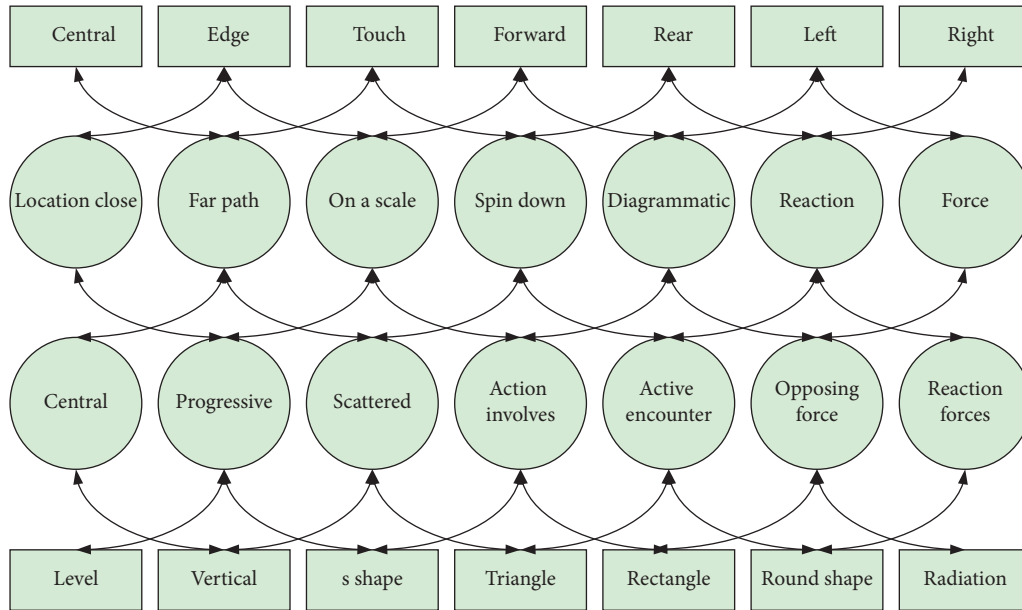 Central
Edge
Touch
Forward
Rear
Left
Right
Location close
Far path
On a scale
Spin down
Diagrammatic
Reaction
Force
Central
Progressive
Scattered
Action
involves
Active
encounter
Opposing
force
Reaction
forces
Level
Vertical
s shape
Triangle
Rectangle
Round shape
Radiation